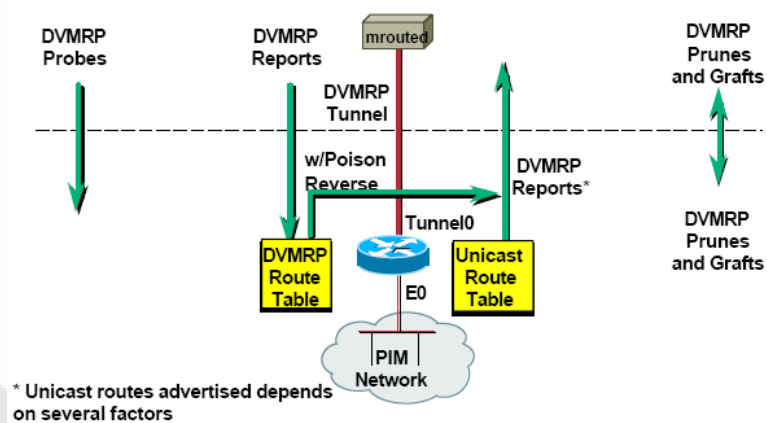 DVMRP
Probes
DVMRP
Reports
mrouted
DVMRP
Tunnel
DVMRP
Prunes
and Grafts
w/Poison
Reverse
DVMRP
Reports*
Tunnel0
DVMRP
Route
Table
Unicast
Route
Table
E0
DVMRP
Prunes
and Grafts
PIM
Network
* Unicast routes advertised depends
on several factors